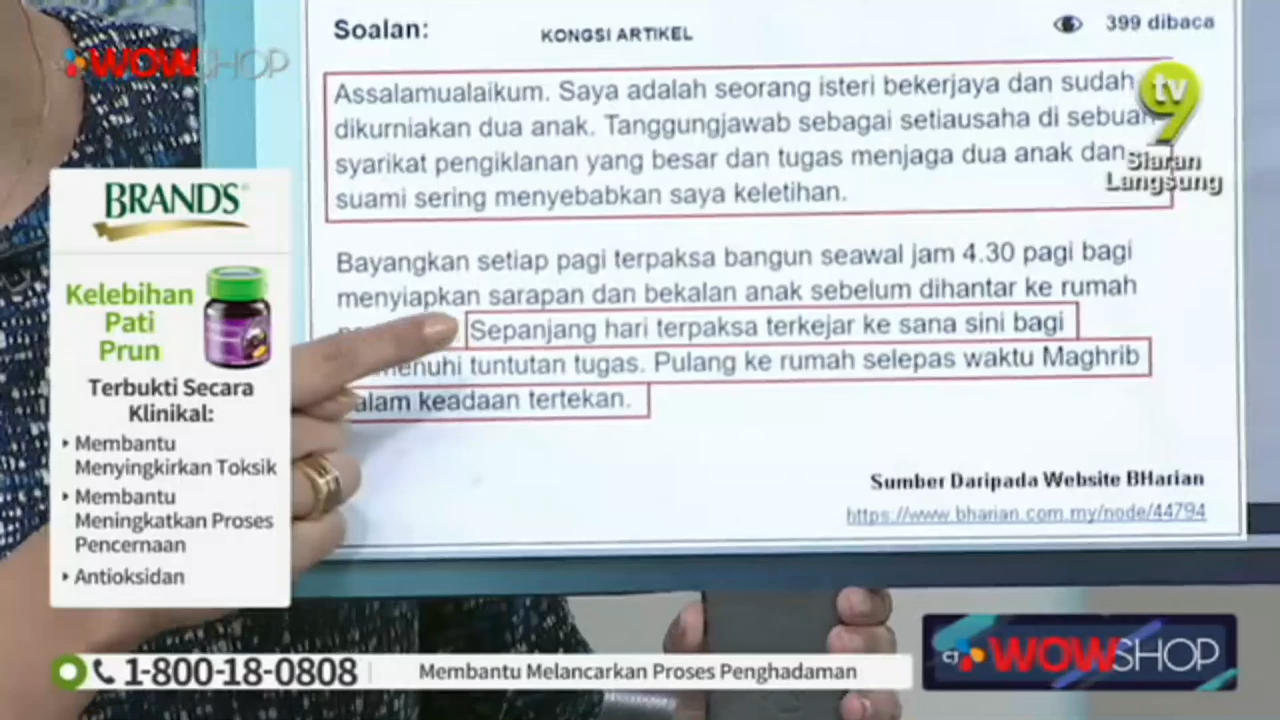 WOWSHOP
Soalan:
KONGSI ARTIKEL
399 dibaca
Assalamualaikum. Saya adalah seorang isteri bekerjaya dan sudah
dikurniakan dua anak. Tanggungjawab sebagai setiausaha di sebuah
syarikat pengiklanan yang besar dan tugas menjaga dua anak dan
suami sering menyebabkan saya keletihan.
Bayangkan setiap pagi terpaksa bangun seawal jam 4.30 pagi bagi
menyiapkan sarapan dan bekalan anak sebelum dihantar ke rumah
Sepanjang hari terpaksa terkejar ke sana sini bagi
menuhi tuntutan tugas. Pulang ke rumah selepas waktu Maghrib
alam keadaan tertekan.
Sumber Daripada Website BHarian
https://www.bharian.com.my/node/44794
tv9
Siaran
Langsung
BRAND'S
Kelebihan
Pati
Prun
Terbukti Secara
Klinikal:
Membantu
Menyingkirkan Toksik
Membantu
Meningkatkan Proses
Pencernaan
Antioksidan
1-800-18-0808
Membantu Melancarkan Proses Penghadaman
CJ WOWSHOP